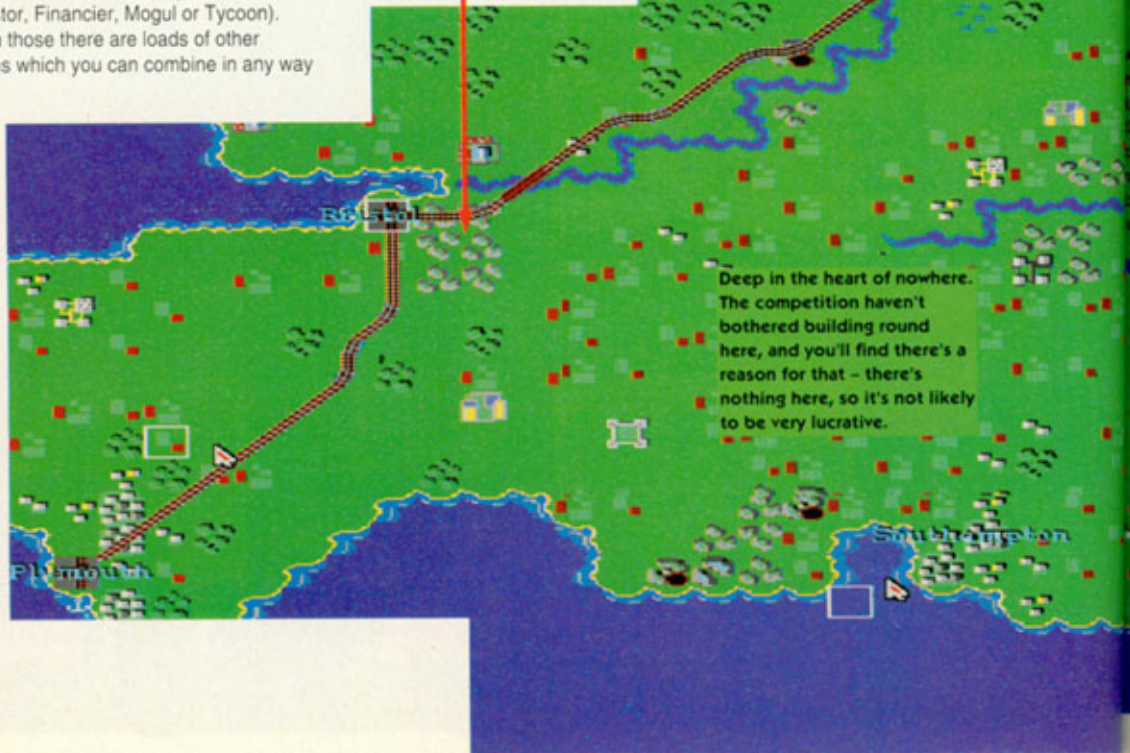 tor, Financier, Mogul or Tycoon).
those there are loads of other
s which you can combine in any way
Bristol
Deep in the heart of nowhere.
The competition haven't
bothered building round
here, and you'll find there's a
reason for that – there's
nothing here, so it's not likely
to be very lucrative.
Southampton
Plymouth